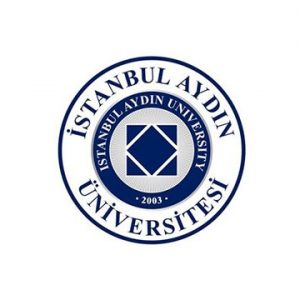 İSTANBUL AYDIN
ÜNİVERSİTESİ
ISTANBUL AYDIN UNIVERSITY
· 2003 ·